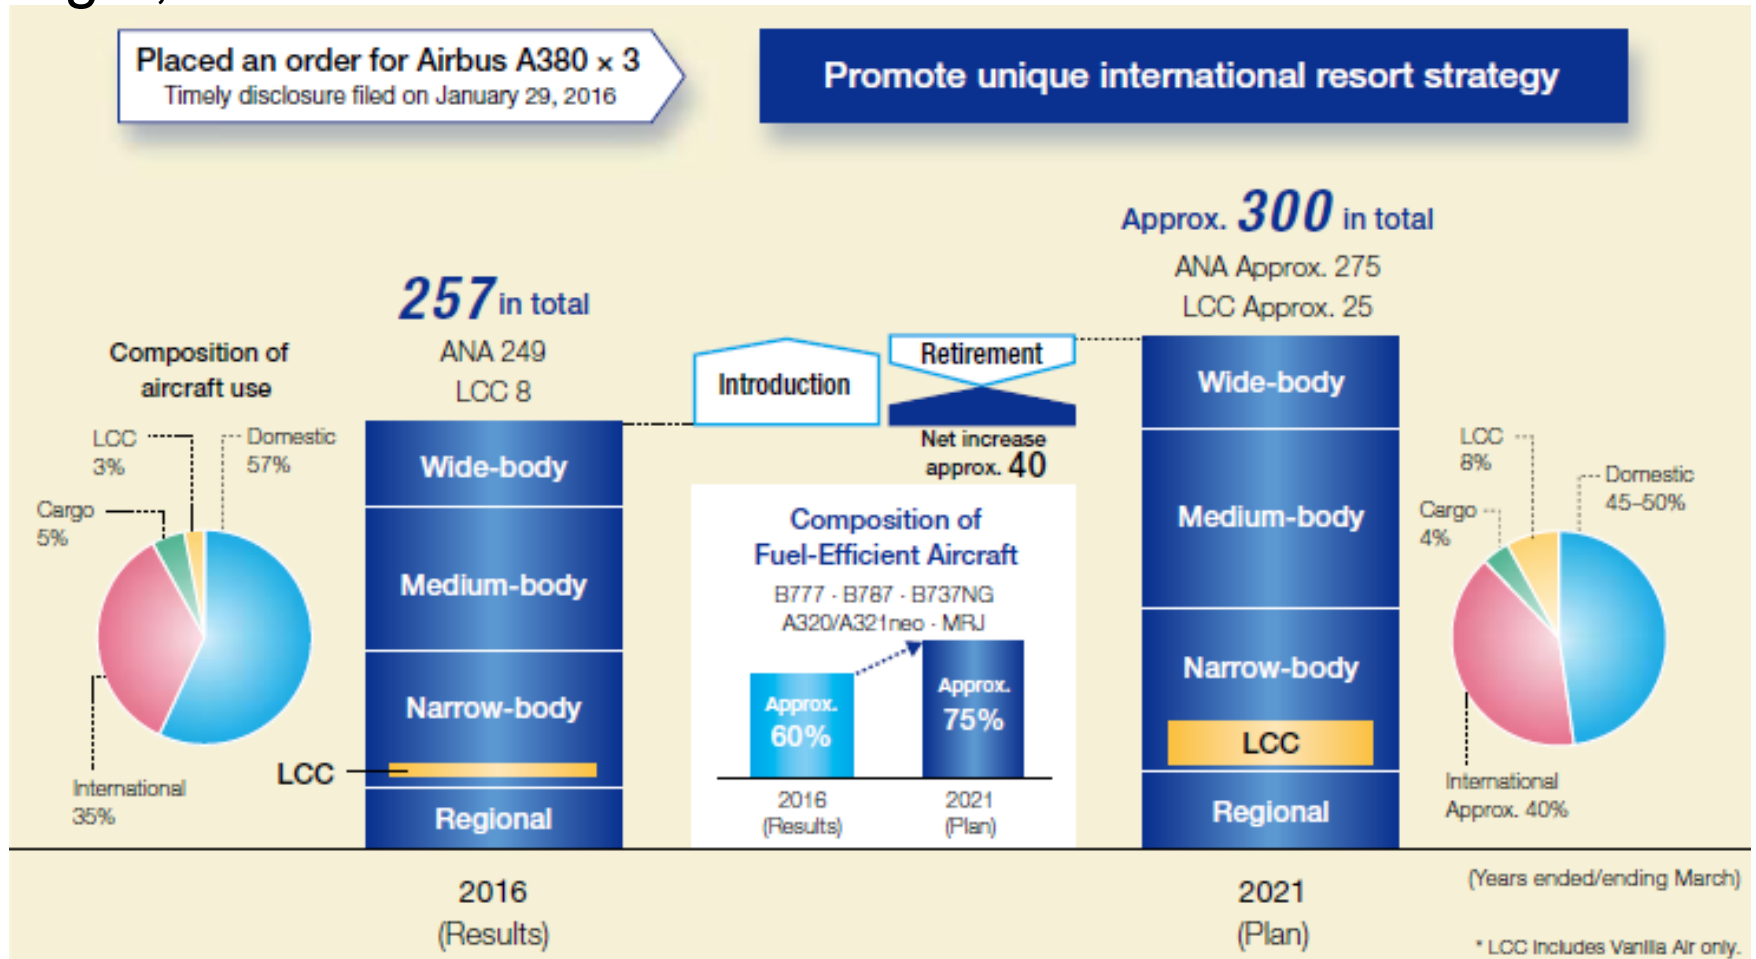 Placed an order for Airbus A380 × 3
Timely disclosure filed on January 29, 2016
Promote unique international resort strategy
Approx. 300 in total
ANA Approx. 275
LCC Approx. 25
257 in total
ANA 249
LCC 8
Composition of
aircraft use
LCC
3%
Domestic
57%
Cargo
5%
International
35%
Wide-body
Medium-body
Narrow-body
LCC
Regional
Introduction
Retirement
Net increase
approx. 40
Composition of
Fuel-Efficient Aircraft
B777 · B787 · B737NG
A320/A321neo · MRJ
Approx.
60%
Approx.
75%
2016
(Results)
2021
(Plan)
Wide-body
Medium-body
Narrow-body
LCC
Regional
LCC
8%
Domestic
45–50%
Cargo
4%
International
Approx. 40%
2016
(Results)
2021
(Plan)
(Years ended/ending March)
* LCC includes Vanilla Air only.